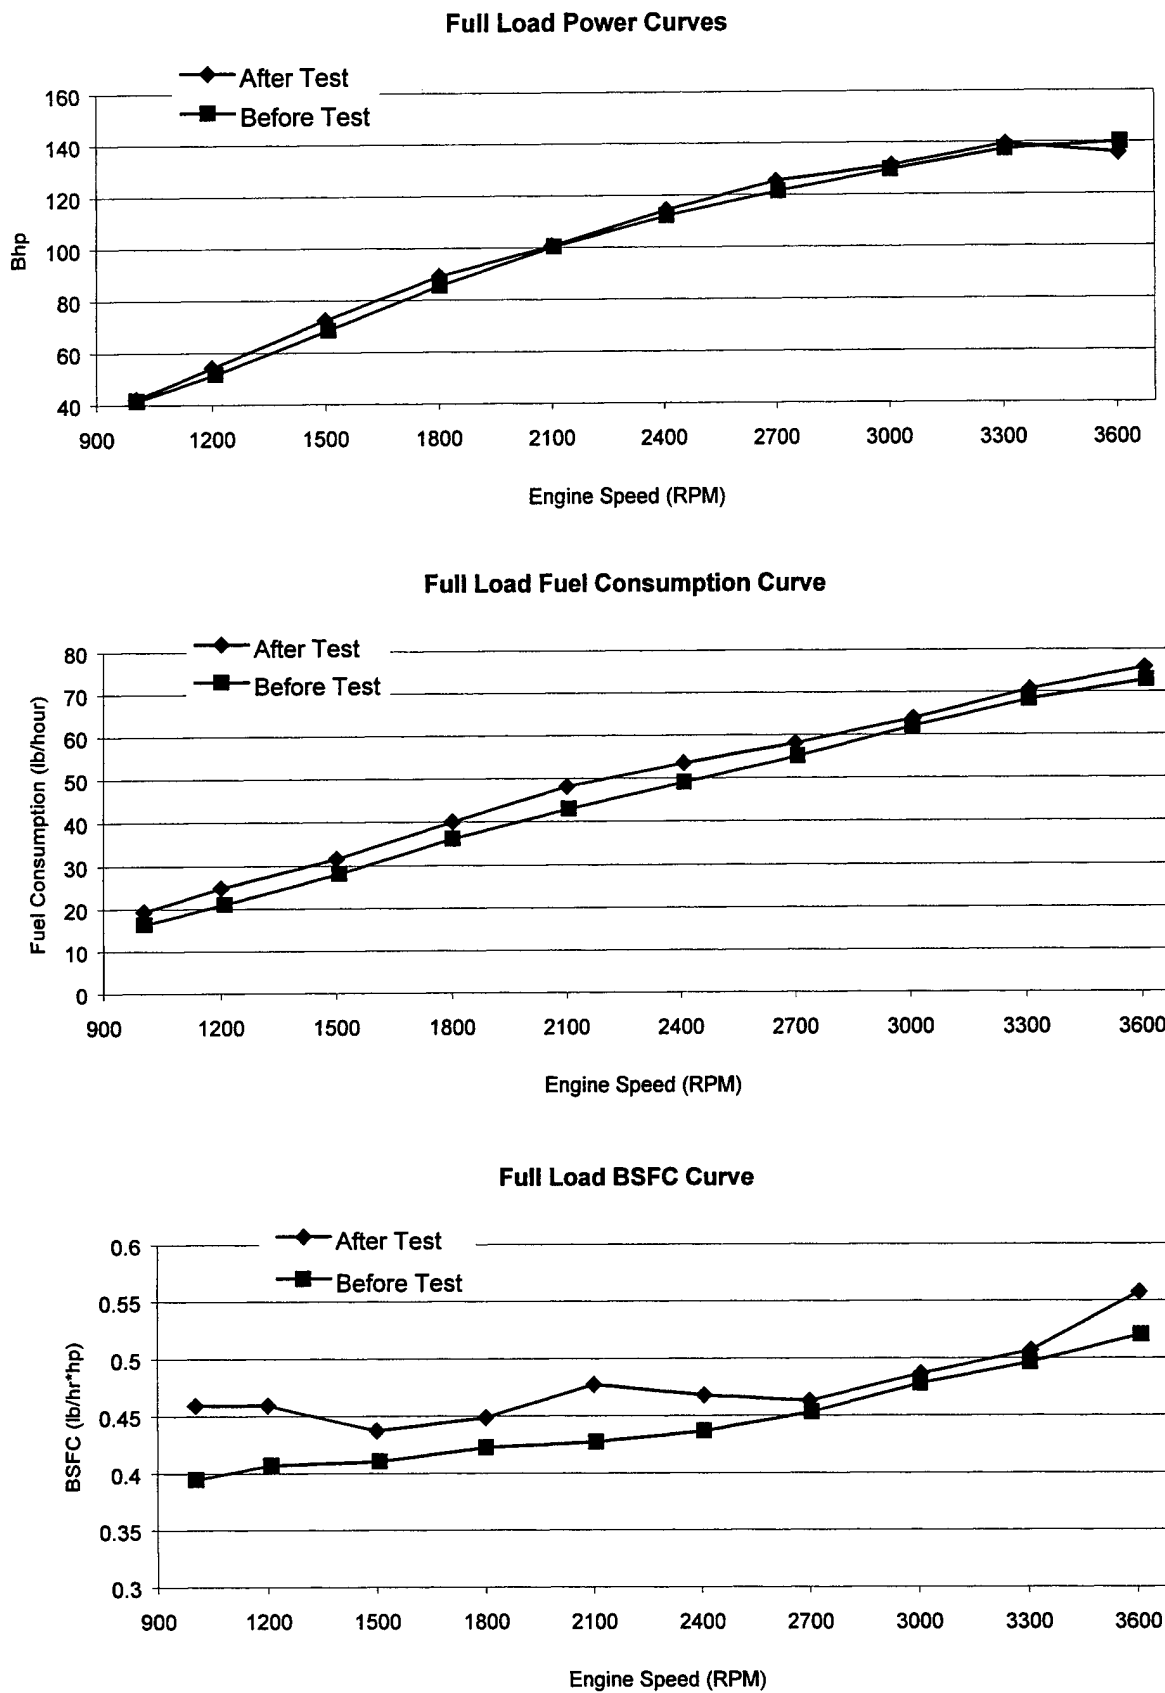 Full Load Power Curves
After Test
Before Test
160
140
120
100
80
60
40
Bhp
900 1200 1500 1800 2100 2400 2700 3000 3300 3600
Engine Speed (RPM)
Full Load Fuel Consumption Curve
After Test
Before Test
80
70
60
50
40
30
20
10
0
Fuel Consumption (lb/hour)
900 1200 1500 1800 2100 2400 2700 3000 3300 3600
Engine Speed (RPM)
Full Load BSFC Curve
After Test
Before Test
0.6
0.55
0.5
0.45
0.4
0.35
0.3
BSFC (lb/hr*hp)
900 1200 1500 1800 2100 2400 2700 3000 3300 3600
Engine Speed (RPM)